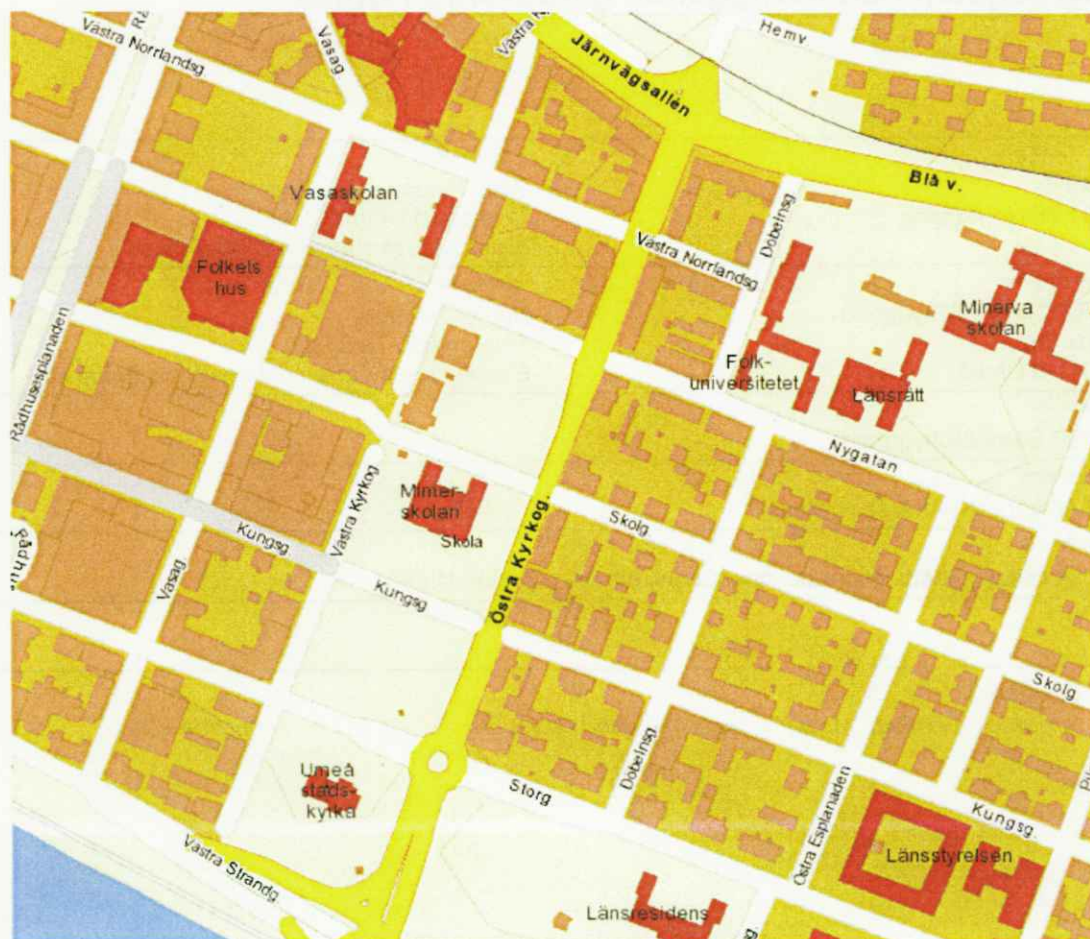 Hemv
Västra Norrlandsg
Vasag
Järnvägsallén
Blå v.
Vasaskolan
Döbelnsg
Västra Norrlandsg
Folkets
hus
Minerva
skolan
Rådhusesplanaden
Folk-
universitetet
Länsrätt
Nygatan
Västra Kyrkog
Mimer-
skolan
Skola
Skolg
Östra Kyrkog.
Kungsg.
Vasag.
Kungsg
Skolg
Umeå
stads-
kyrka
Storg
Döbelnsg
Östra Esplanaden
Kungsg.
Länsstyrelsen
Västra Strandg
Länsresidens